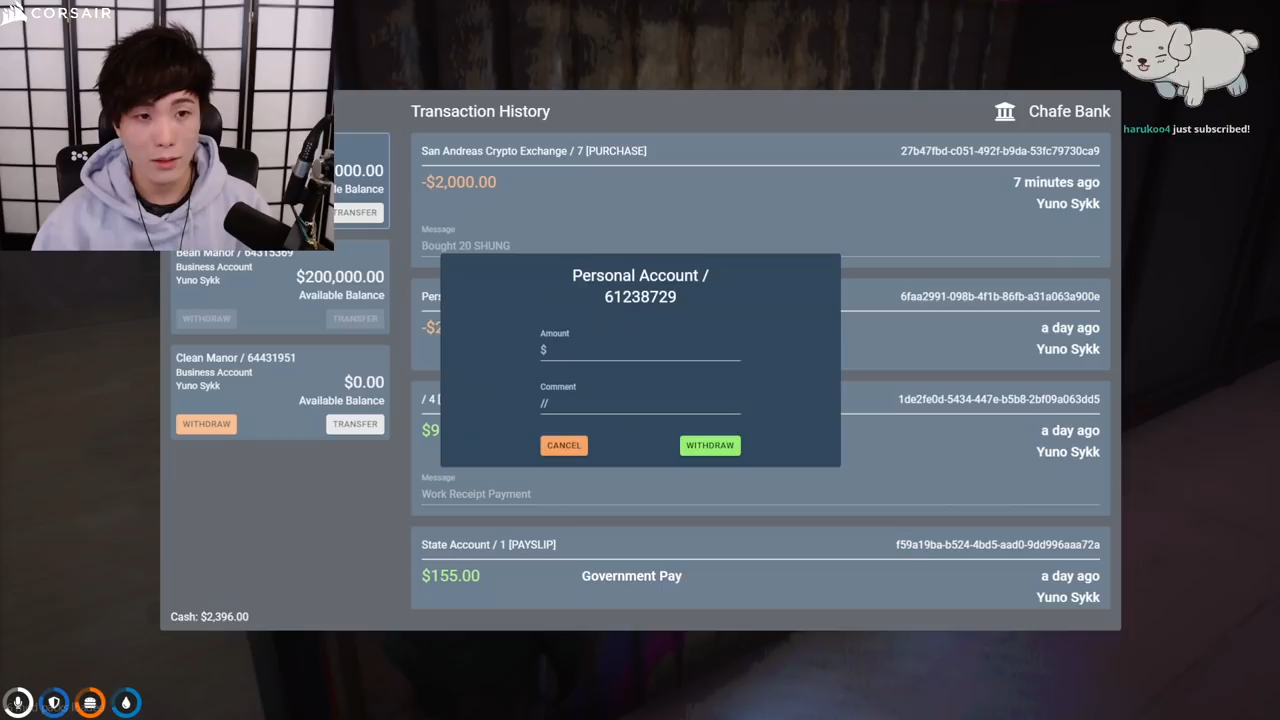 CORSAIR
harukoo4 just subscribed!
Transaction History
Chafe Bank
000.00
le Balance
TRANSFER
Bean Manor / 64315369
Business Account
Yuno Sykk
$200,000.00
Available Balance
WITHDRAW
TRANSFER
Clean Manor / 64431951
Business Account
Yuno Sykk
$0.00
Available Balance
WITHDRAW
TRANSFER
Cash: $2,396.00
San Andreas Crypto Exchange / 7 [PURCHASE]
27b47fbd-c051-492f-b9da-53fc79730ca9
-$2,000.00
7 minutes ago
Yuno Sykk
Message
Bought 20 SHUNG
Pers
6faa2991-098b-4f1b-86fb-a31a063a900e
-$2
a day ago
Yuno Sykk
Personal Account /
61238729
Amount
$
Comment
//
CANCEL
WITHDRAW
/ 4 [
1de2fe0d-5434-447e-b5b8-2bf09a063dd5
$9
a day ago
Yuno Sykk
Message
Work Receipt Payment
State Account / 1 [PAYSLIP]
f59a19ba-b524-4bd5-aad0-9dd996aaa72a
$155.00
Government Pay
a day ago
Yuno Sykk